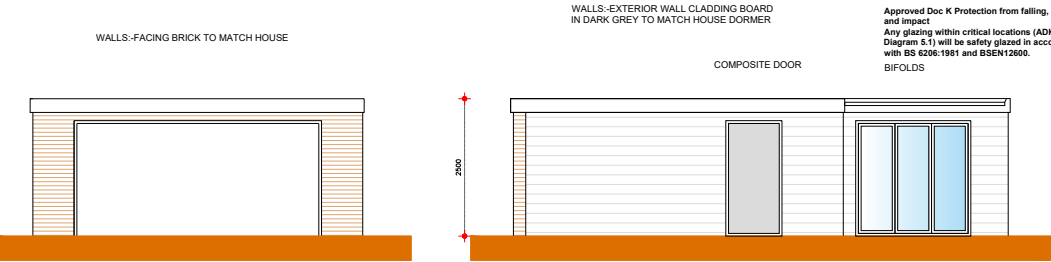 WALLS:-FACING BRICK TO MATCH HOUSE
WALLS:-EXTERIOR WALL CLADDING BOARD
IN DARK GREY TO MATCH HOUSE DORMER
COMPOSITE DOOR
Approved Doc K Protection from falling,
and impact
Any glazing within critical locations
Diagram 5.1) will be safety glazed in
with BS 6206:1981 and BSEN12600.
BIFOLDS
2500